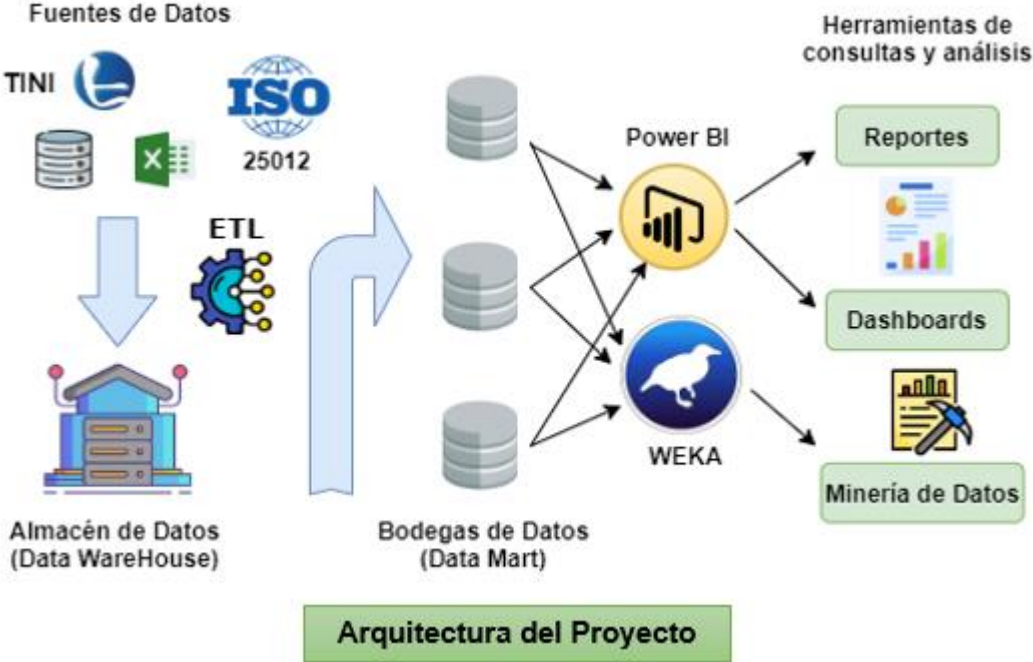 Fuentes de Datos
TINI
ISO
25012
ETL
Almacén de Datos
(Data WareHouse)
Bodegas de Datos
(Data Mart)
Power BI
WEKA
Herramientas de
consultas y análisis
Reportes
Dashboards
Minería de Datos
Arquitectura del Proyecto